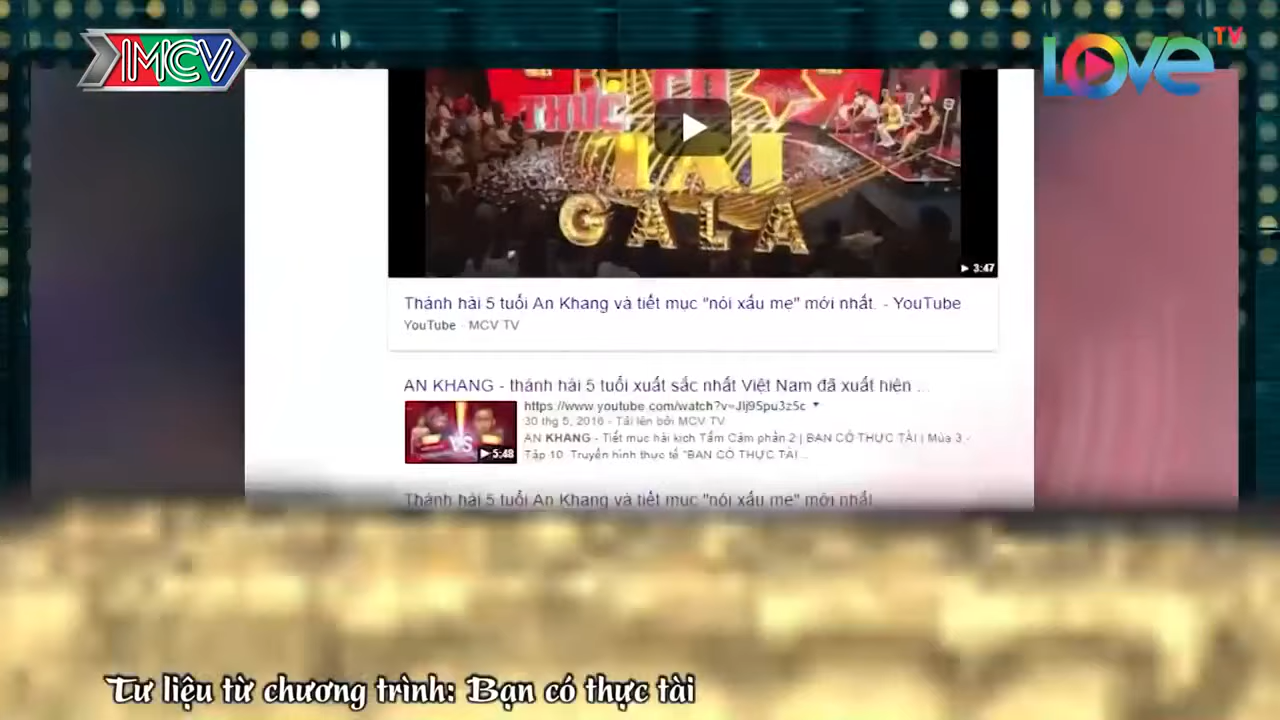 MCV
LOVE TV
THỰC
TÀI
GALA
3:47
Thánh hài 5 tuổi An Khang và tiết mục "nói xấu mẹ" mới nhất. - YouTube
YouTube - MCV TV
AN KHANG - thánh hài 5 tuổi xuất sắc nhất Việt Nam đã xuất hiện ...
https://www.youtube.com/watch?v=JIj95pu3z5c
30 thg 5, 2016 - Tải lên bởi MCV TV
AN KHANG - Tiết mục hài kịch Tấm Cám phần 2 | BẠN CÓ THỰC TÀI | Mùa 3 -
Tập 10. Truyền hình thực tế "BẠN CÓ THỰC TÀI ...
VS
5:48
Thánh hài 5 tuổi An Khang và tiết mục "nói xấu mẹ" mới nhất
Tư liệu từ chương trình: Bạn có thực tài